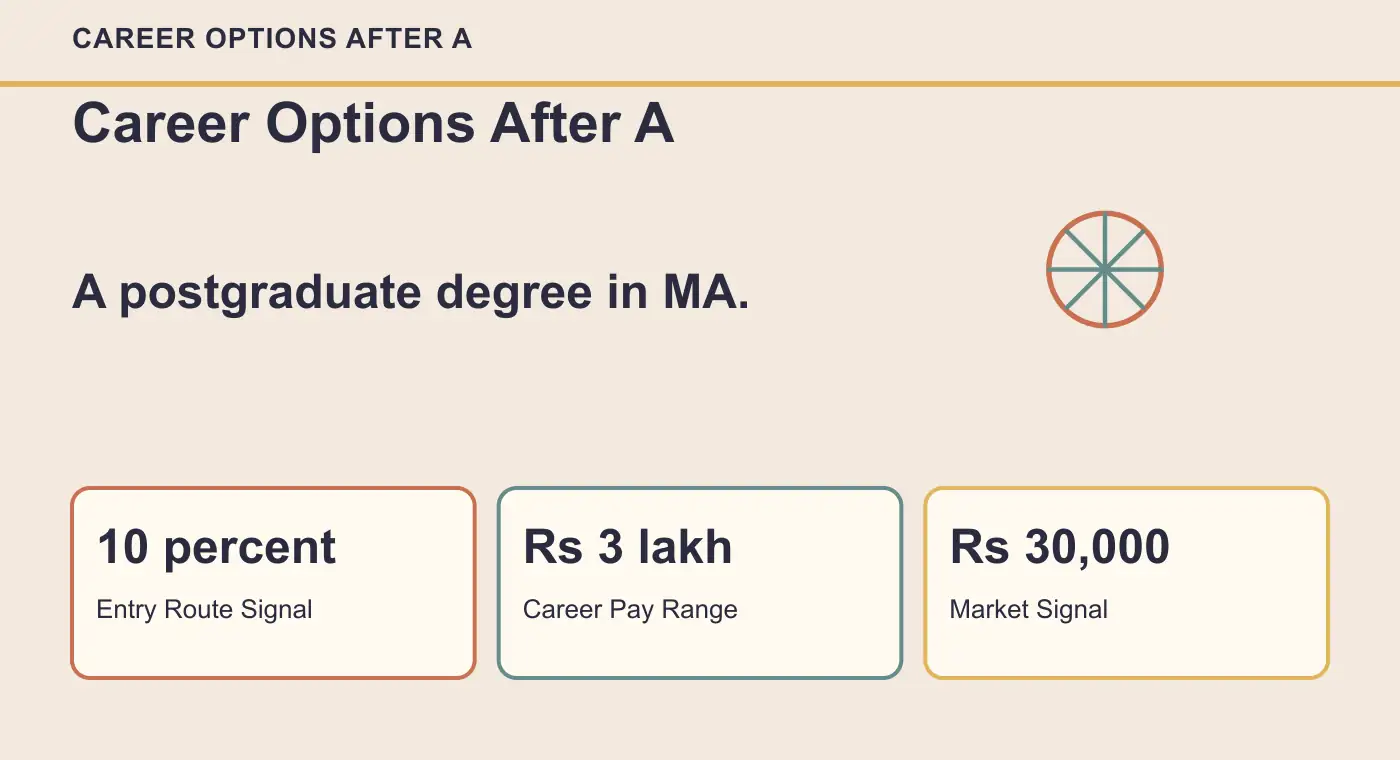 CAREER OPTIONS AFTER A
Career Options After A
A postgraduate degree in MA.
10 percent
Entry Route Signal
Rs 3 lakh
Career Pay Range
Rs 30,000
Market Signal